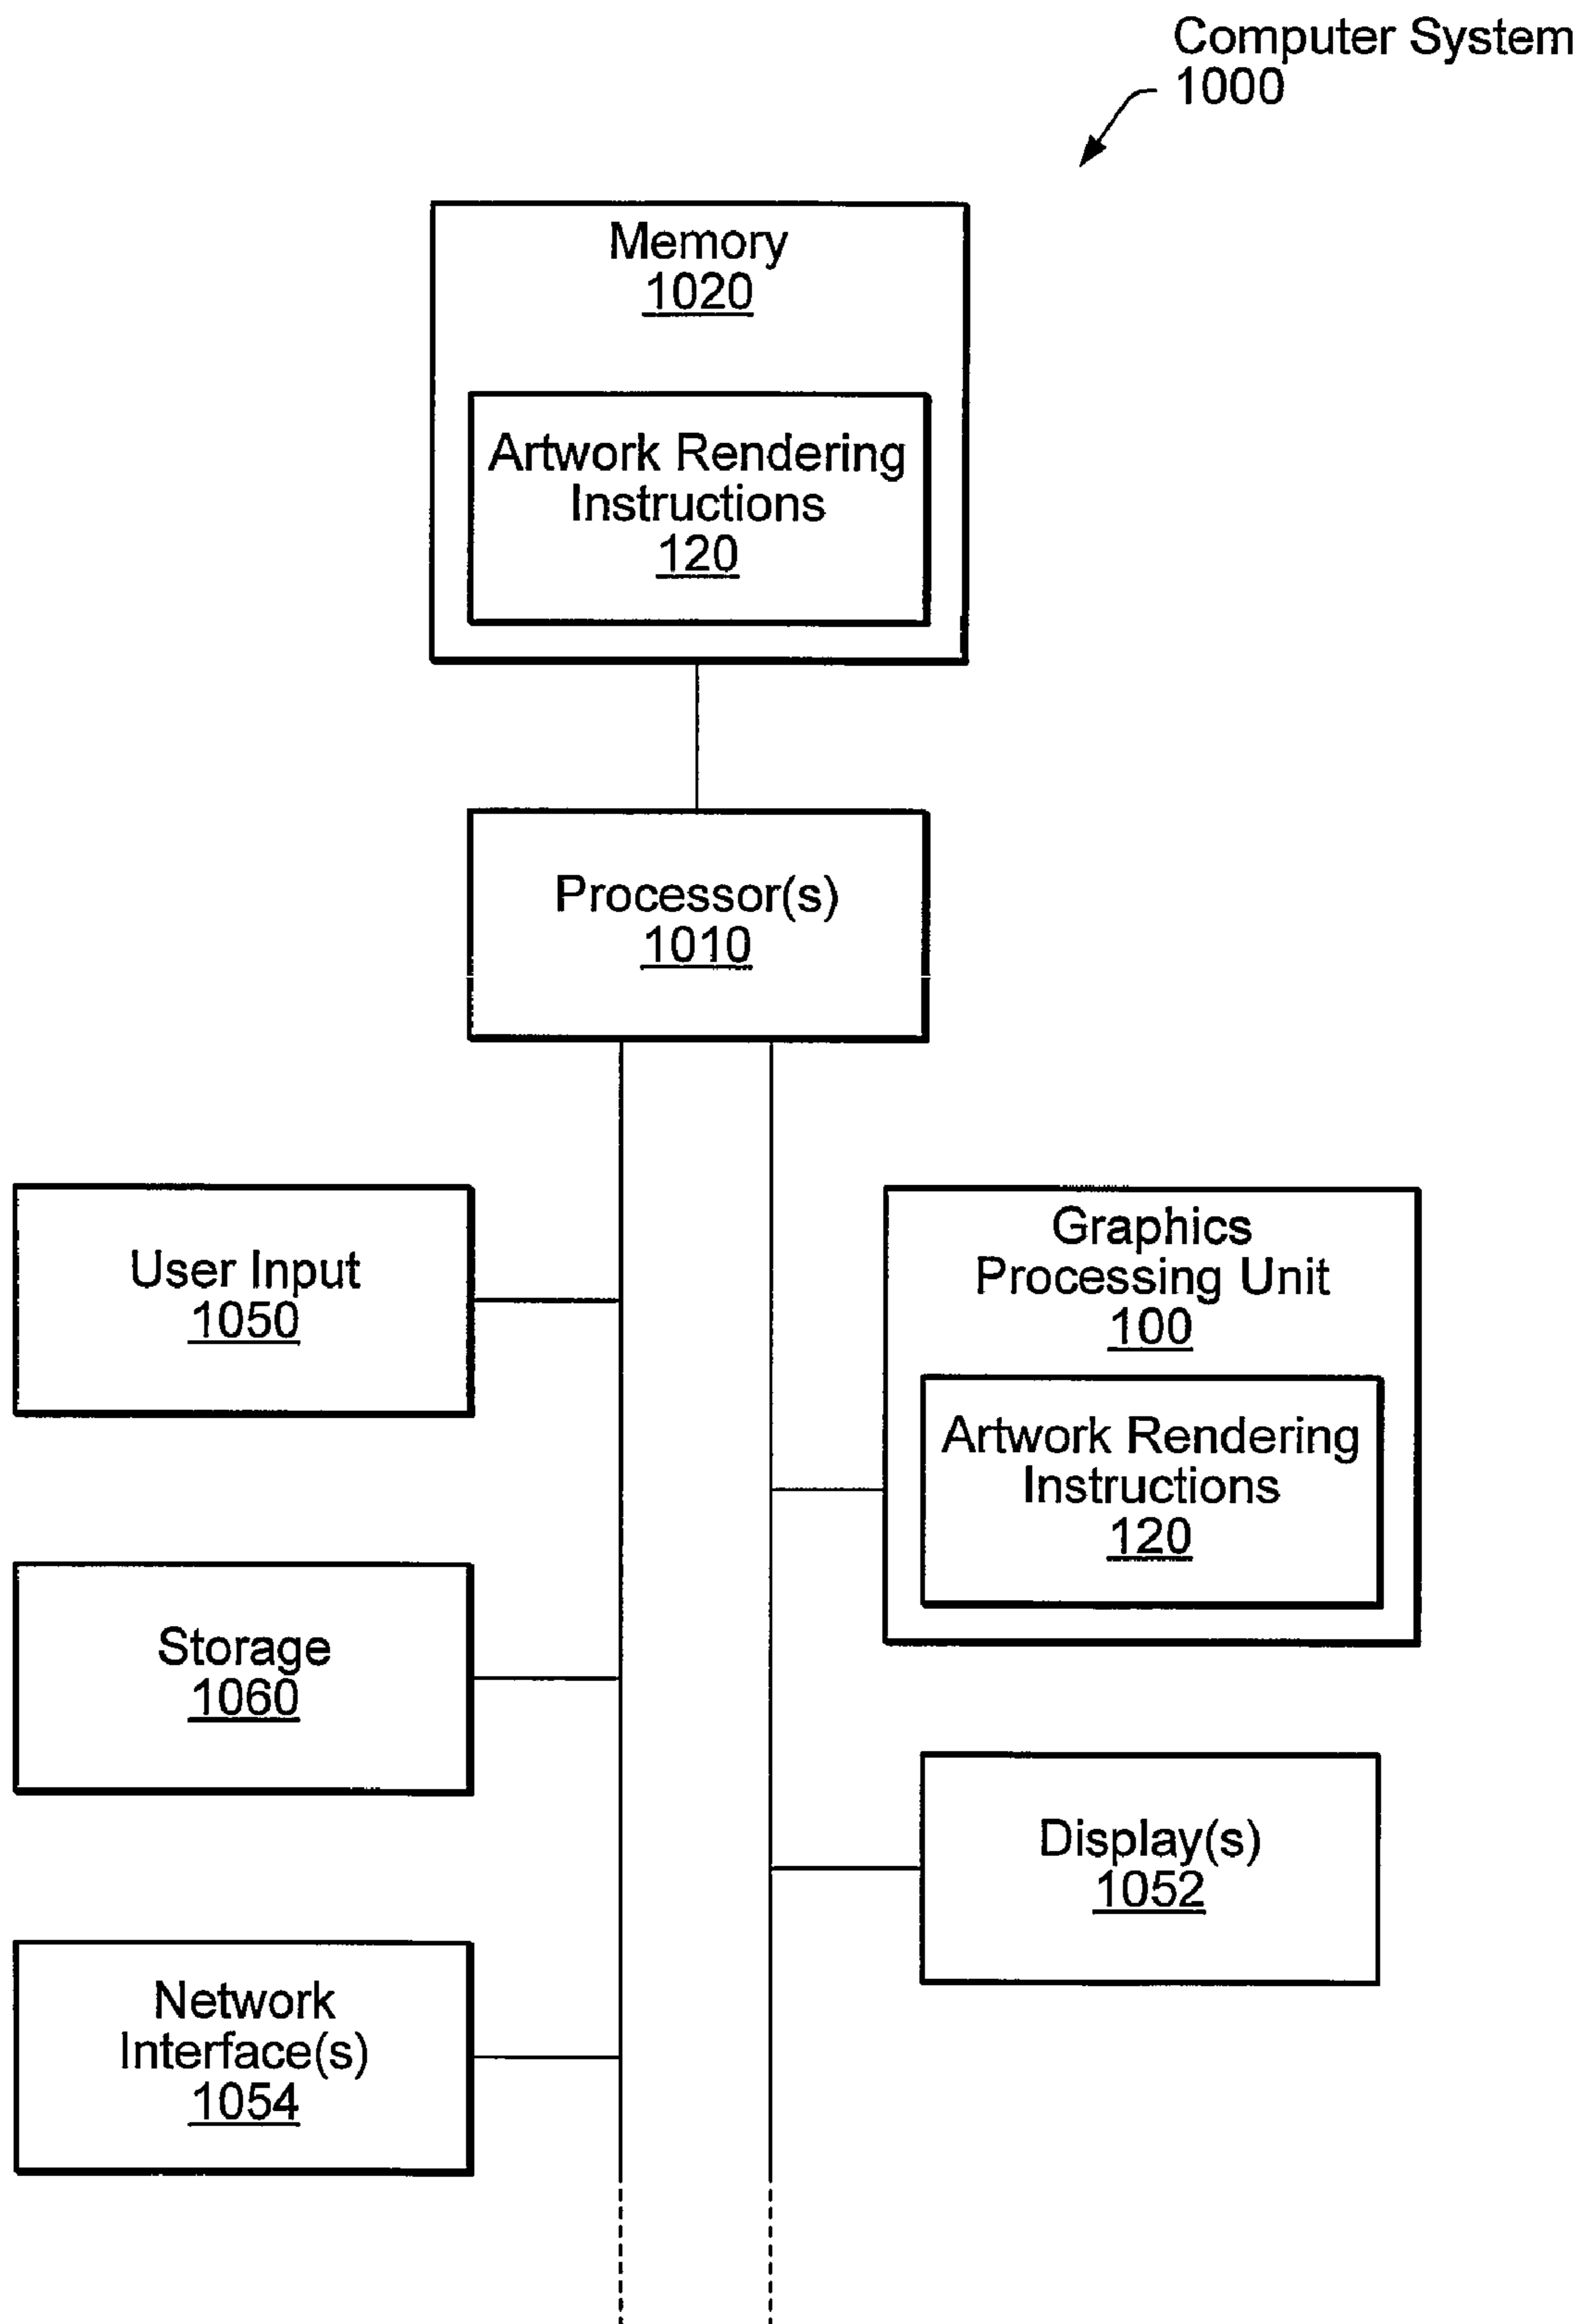 Computer System
1000
Memory
1020
Artwork Rendering
Instructions
120
Processor(s)
1010
User Input
1050
Graphics
Processing Unit
100
Artwork Rendering
Instructions
120
Storage
1060
Display(s)
1052
Network
Interface(s)
1054